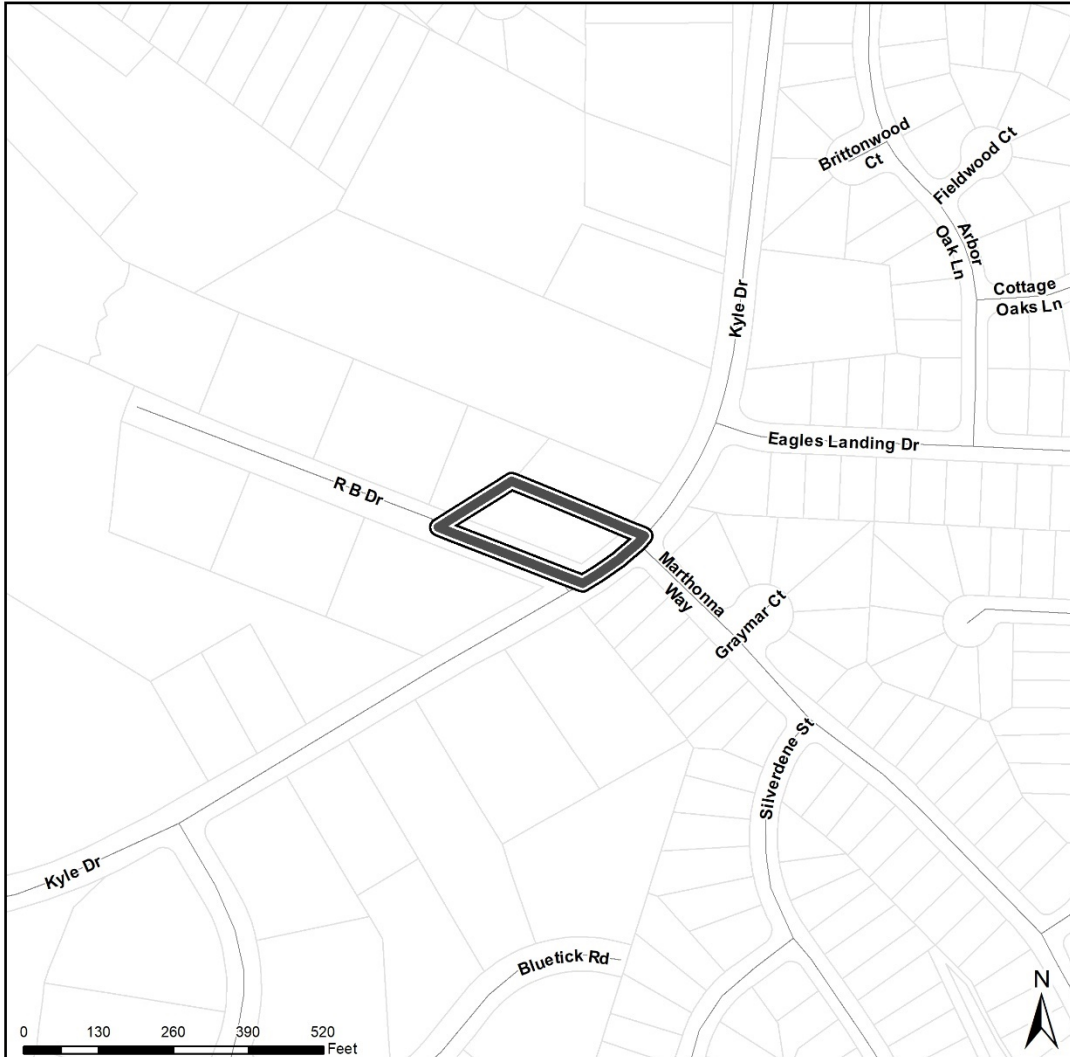 Brittonwood
Ct
Fieldwood Ct
Arbor
Oak Ln
Cottage
Oaks Ln
Kyle Dr
Eagles Landing Dr
R B Dr
Marthonna
Way
Graymar Ct
Silverdene St
Kyle Dr
Bluetick Rd
N
0 130 260 390 520
Feet